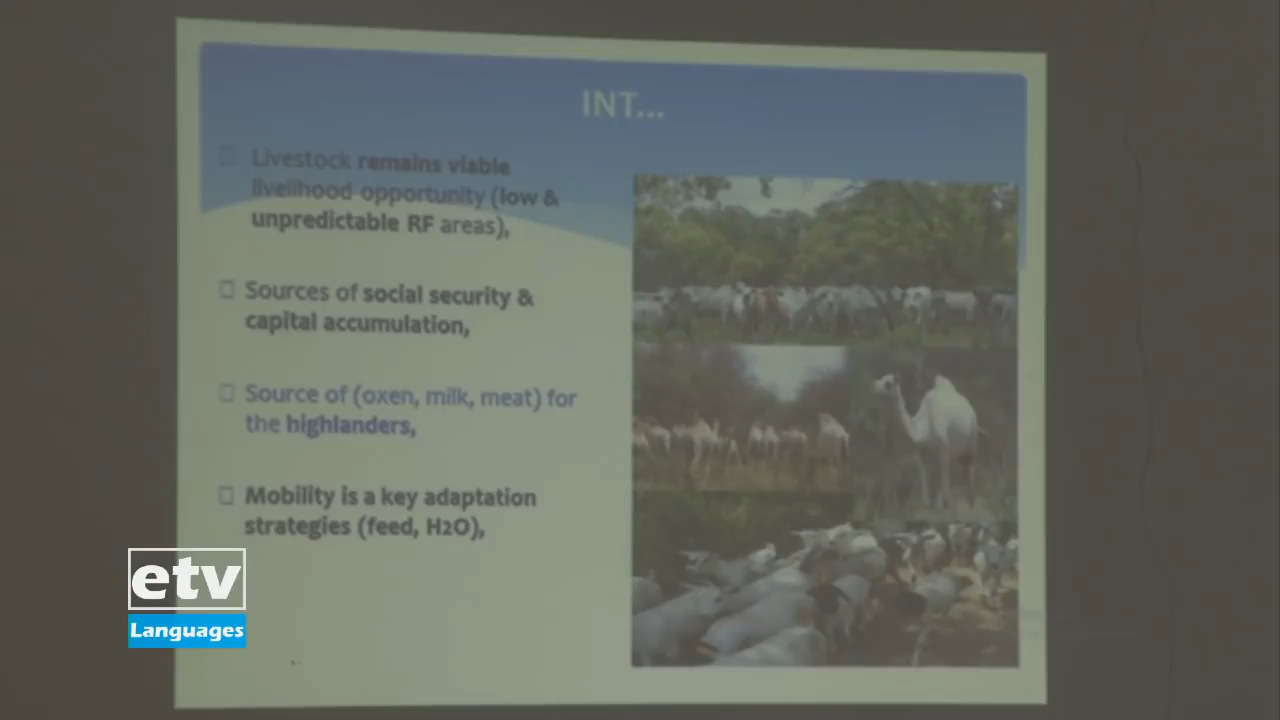 INT...
Livestock remains viable
livelihood opportunity (low &
unpredictable RF areas),
Sources of social security &
capital accumulation,
Source of (oxen, milk, meat) for
the highlanders,
Mobility is a key adaptation
strategies (feed, H2O),
etv
Languages